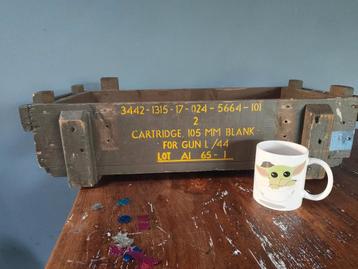 3442-1315-17-024-5664-101
2
CARTRIDGE, 105 MM BLANK
FOR GUN L/44
LOT AI 65-1